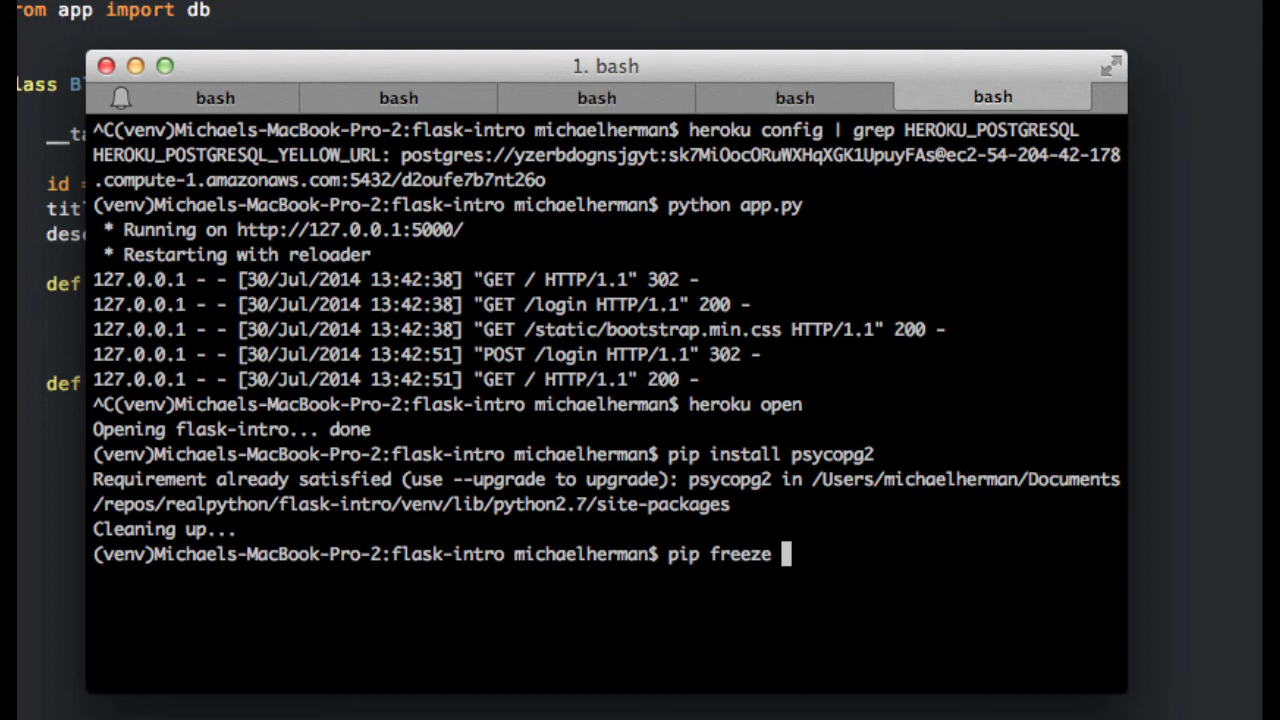 rom app import db
lass B
__ta
id =
tit
desc
def
def
1. bash
bash bash bash bash bash
^C(venv)Michaels-MacBook-Pro-2:flask-intro michaelherman$ heroku config | grep HEROKU_POSTGRESQL
HEROKU_POSTGRESQL_YELLOW_URL: postgres://yzerbdognsjgyt:sk7MiOocORuWXHqXGK1UpuyFAs@ec2-54-204-42-178
.compute-1.amazonaws.com:5432/d2oufe7b7nt26o
(venv)Michaels-MacBook-Pro-2:flask-intro michaelherman$ python app.py
* Running on http://127.0.0.1:5000/
* Restarting with reloader
127.0.0.1 - - [30/Jul/2014 13:42:38] "GET / HTTP/1.1" 302 -
127.0.0.1 - - [30/Jul/2014 13:42:38] "GET /login HTTP/1.1" 200 -
127.0.0.1 - - [30/Jul/2014 13:42:38] "GET /static/bootstrap.min.css HTTP/1.1" 200 -
127.0.0.1 - - [30/Jul/2014 13:42:51] "POST /login HTTP/1.1" 302 -
127.0.0.1 - - [30/Jul/2014 13:42:51] "GET / HTTP/1.1" 200 -
^C(venv)Michaels-MacBook-Pro-2:flask-intro michaelherman$ heroku open
Opening flask-intro... done
(venv)Michaels-MacBook-Pro-2:flask-intro michaelherman$ pip install psycopg2
Requirement already satisfied (use --upgrade to upgrade): psycopg2 in /Users/michaelherman/Documents
/repos/realpython/flask-intro/venv/lib/python2.7/site-packages
Cleaning up...
(venv)Michaels-MacBook-Pro-2:flask-intro michaelherman$ pip freeze